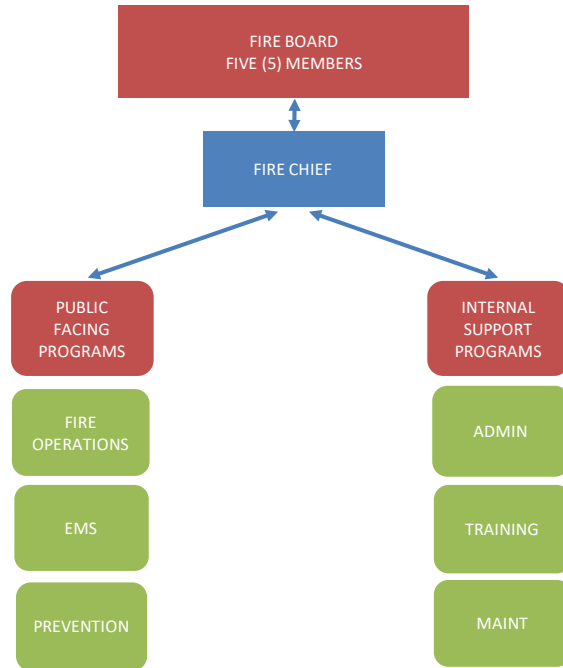 FIRE BOARD
FIVE (5) MEMBERS
FIRE CHIEF
PUBLIC
FACING
PROGRAMS
FIRE
OPERATIONS
EMS
PREVENTION
INTERNAL
SUPPORT
PROGRAMS
ADMIN
TRAINING
MAINT